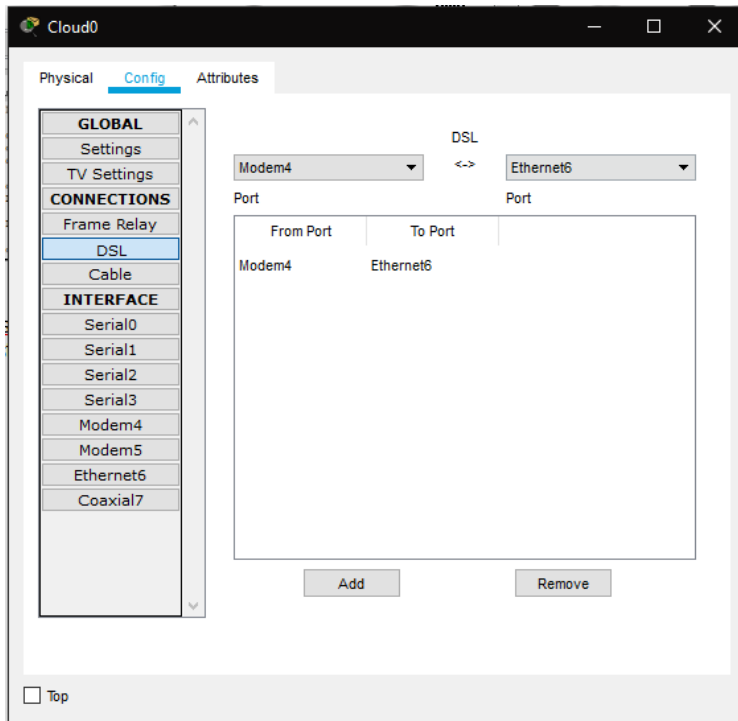 Cloud0
Physical Config Attributes
GLOBAL
Settings
TV Settings
CONNECTIONS
Frame Relay
DSL
Cable
INTERFACE
Serial0
Serial1
Serial2
Serial3
Modem4
Modem5
Ethernet6
Coaxial7
DSL
Modem4 <-> Ethernet6
Port Port
From Port To Port
Modem4 Ethernet6
Add Remove
Top